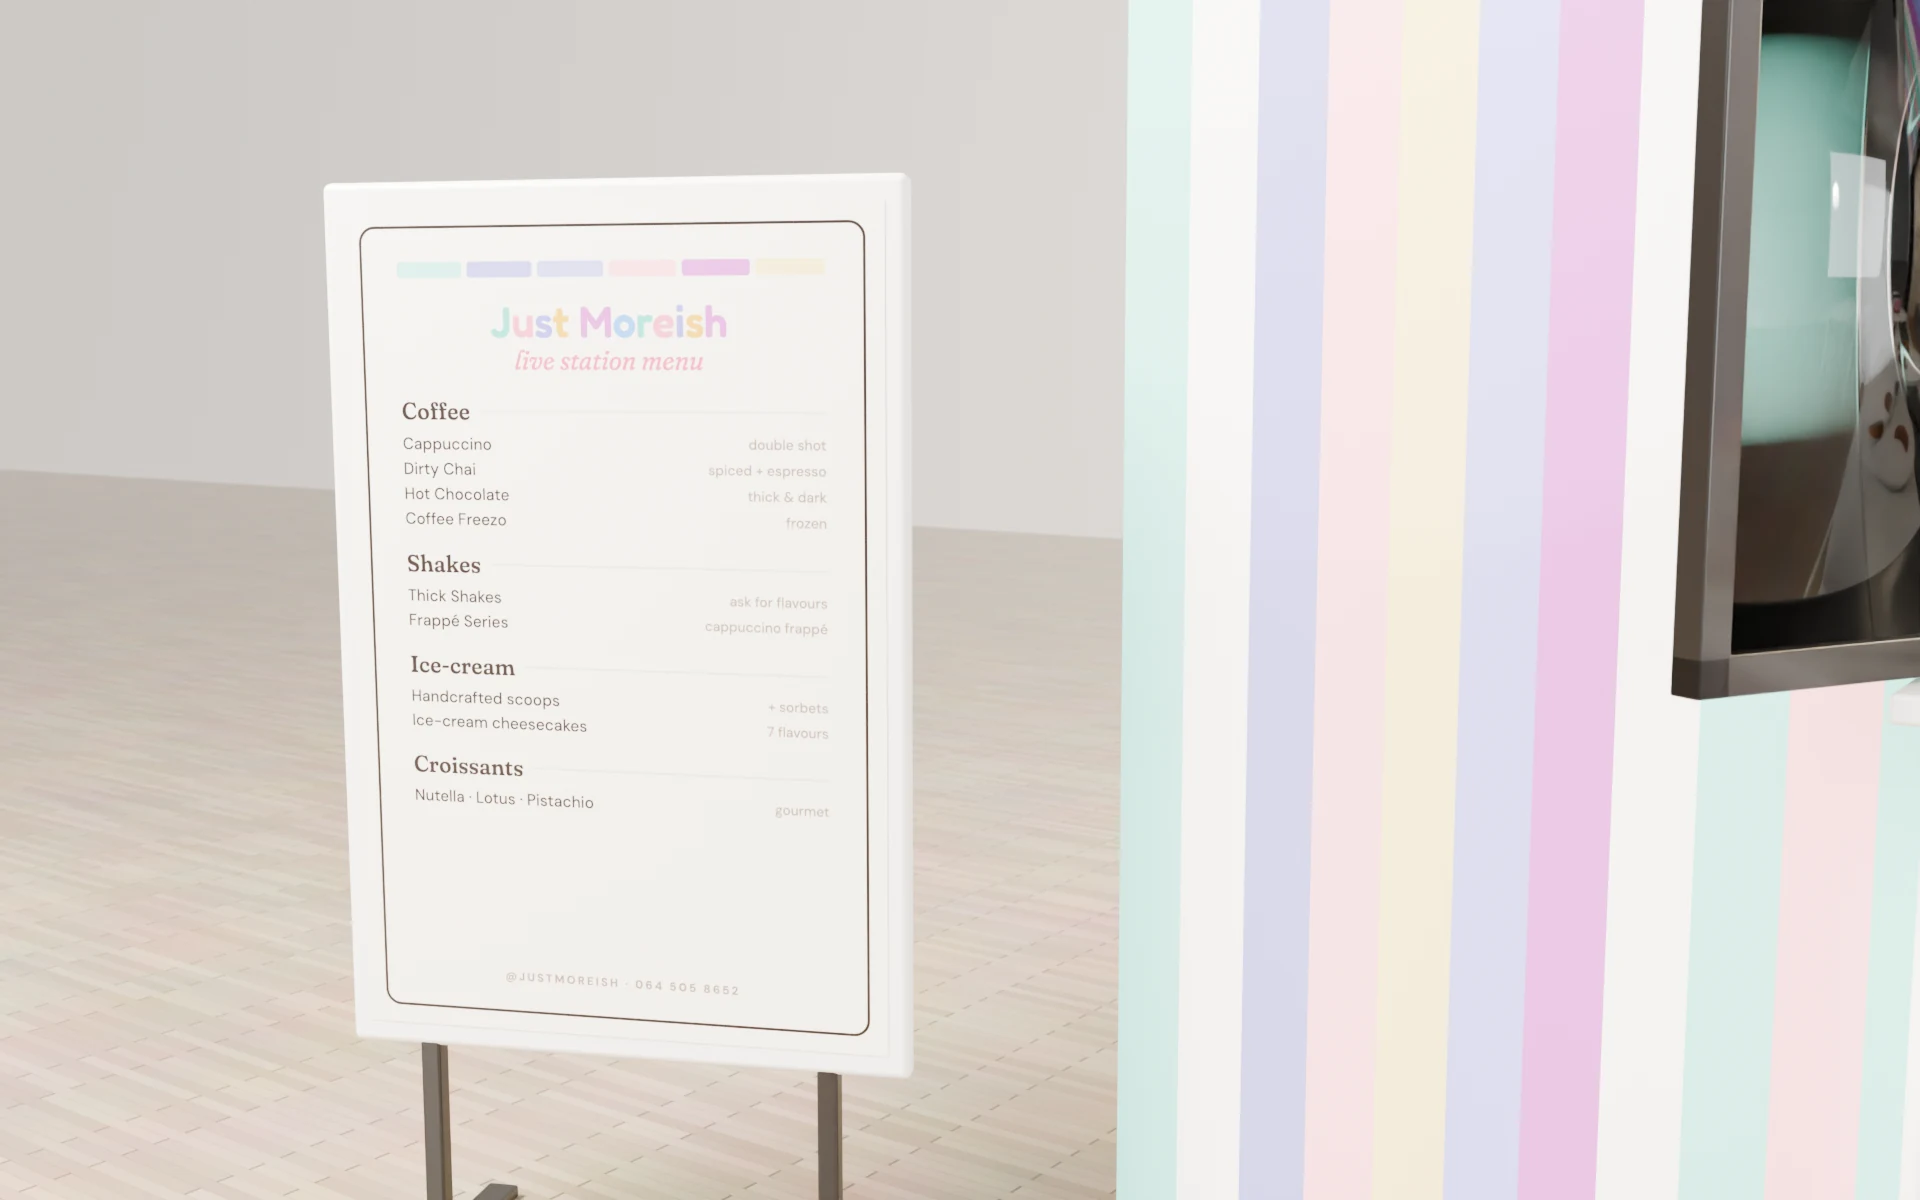 Just Moreish
live station menu
Coffee
Cappuccino double shot
Dirty Chai spiced + espresso
Hot Chocolate thick & dark
Coffee Freezo frozen
Shakes
Thick Shakes ask for flavours
Frappé Series cappuccino frappé
Ice-cream
Handcrafted scoops + sorbets
Ice-cream cheesecakes 7 flavours
Croissants
Nutella · Lotus · Pistachio gourmet
@JUSTMOREISH · 064 505 8652